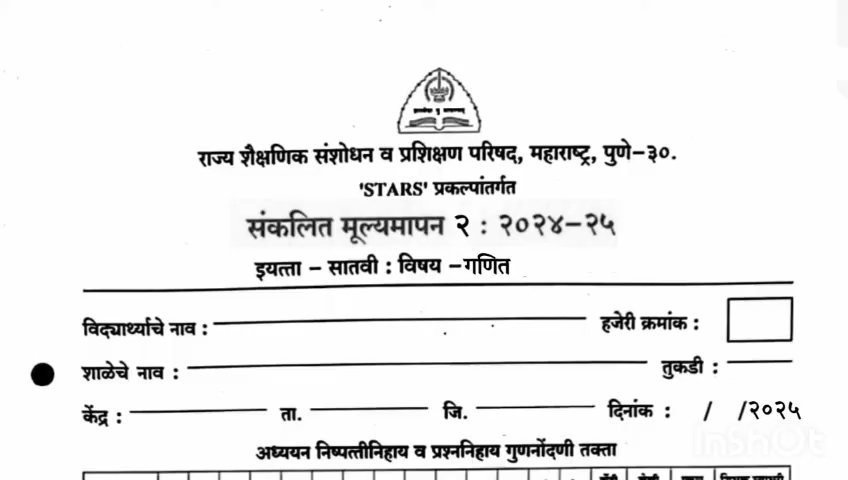 राज्य शैक्षणिक संशोधन व प्रशिक्षण परिषद, महाराष्ट्र, पुणे-३०.
'STARS' प्रकल्पांतर्गत
संकलित मूल्यमापन २ : २०२४-२५
इयत्ता - सातवी : विषय -गणित
विद्यार्थ्याचे नाव : हजेरी क्रमांक :
शाळेचे नाव : तुकडी :
केंद्र : ता. जि. दिनांक : / /२०२५
InShOt
अध्ययन निष्पत्तीनिहाय व प्रश्ननिहाय गुणनोंदणी तक्ता